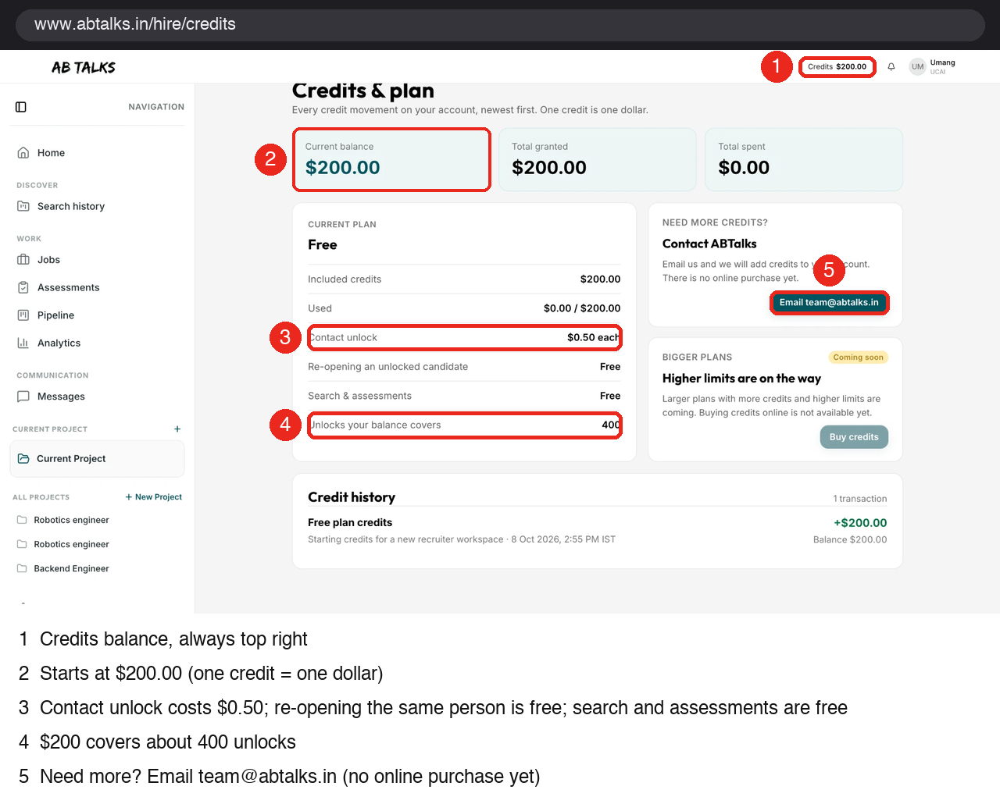 www.abtalks.in/hire/credits
AB TALKS
1
Credits $200.00
UM
Umang
UCAI
NAVIGATION
Home
DISCOVER
Search history
WORK
Jobs
Assessments
Pipeline
Analytics
COMMUNICATION
Messages
CURRENT PROJECT +
Current Project
ALL PROJECTS + New Project
Robotics engineer
Robotics engineer
Backend Engineer
Credits & plan
Every credit movement on your account, newest first. One credit is one dollar.
2
Current balance
$200.00
Total granted
$200.00
Total spent
$0.00
CURRENT PLAN
Free
Included credits $200.00
Used $0.00 / $200.00
3
Contact unlock $0.50 each
Re-opening an unlocked candidate Free
Search & assessments Free
4
Unlocks your balance covers 400
NEED MORE CREDITS?
Contact ABTalks
Email us and we will add credits to count.
There is no online purchase yet.
5
Email team@abtalks.in
BIGGER PLANS Coming soon
Higher limits are on the way
Larger plans with more credits and higher limits are
coming. Buying credits online is not available yet.
Buy credits
Credit history 1 transaction
Free plan credits +$200.00
Starting credits for a new recruiter workspace · 8 Oct 2026, 2:55 PM IST Balance $200.00
1 Credits balance, always top right
2 Starts at $200.00 (one credit = one dollar)
3 Contact unlock costs $0.50; re-opening the same person is free; search and assessments are free
4 $200 covers about 400 unlocks
5 Need more? Email team@abtalks.in (no online purchase yet)